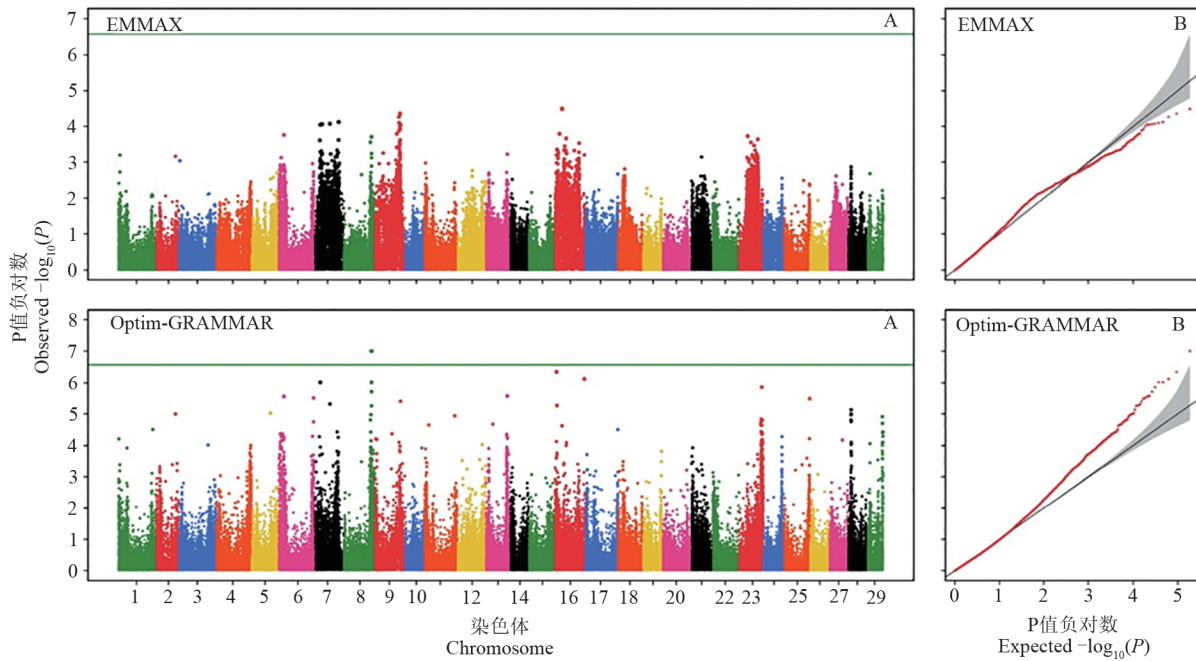 EMMAX
A
7
6
5
4
3
2
1
0
EMMAX
B
Optim-GRAMMAR
A
8
7
6
5
4
3
2
1
0
Optim-GRAMMAR
B
P值负对数
Observed −log10(P)
1 2 3 4 5 6 7 8 9 10 12 14 16 17 18 20 22 23 25 27 29
染色体
Chromosome
0 1 2 3 4 5
P值负对数
Expected −log10(P)